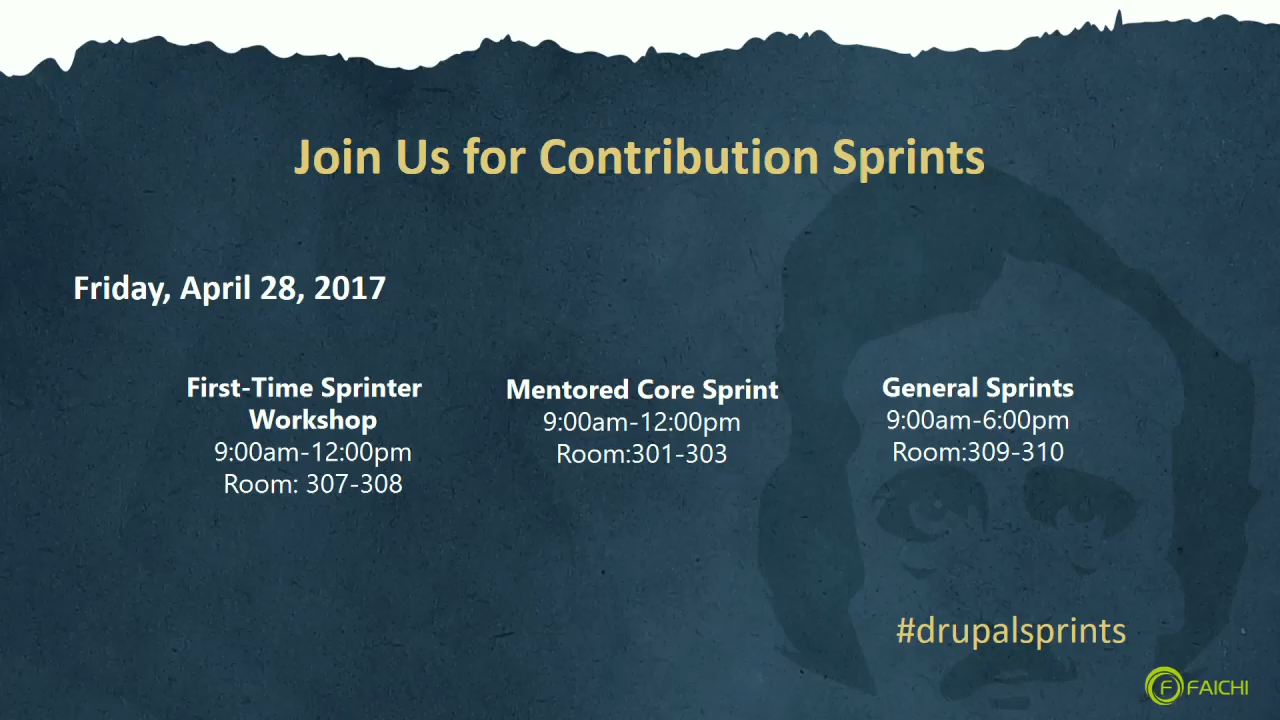 Join Us for Contribution Sprints
Friday, April 28, 2017
First-Time Sprinter
Workshop
9:00am-12:00pm
Room: 307-308
Mentored Core Sprint
9:00am-12:00pm
Room:301-303
General Sprints
9:00am-6:00pm
Room:309-310
#drupalsprints
F FAICHI